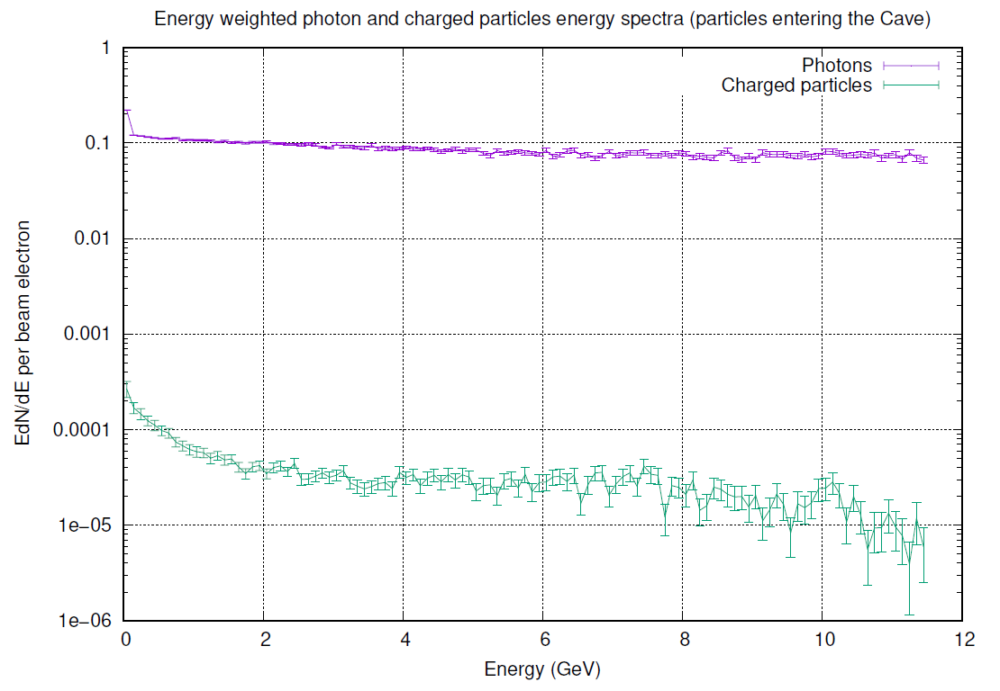 Energy weighted photon and charged particles energy spectra (particles entering the Cave)
Photons
Charged particles
1
0.1
0.01
0.001
0.0001
1e−05
1e−06
EdN/dE per beam electron
0 2 4 6 8 10 12
Energy (GeV)